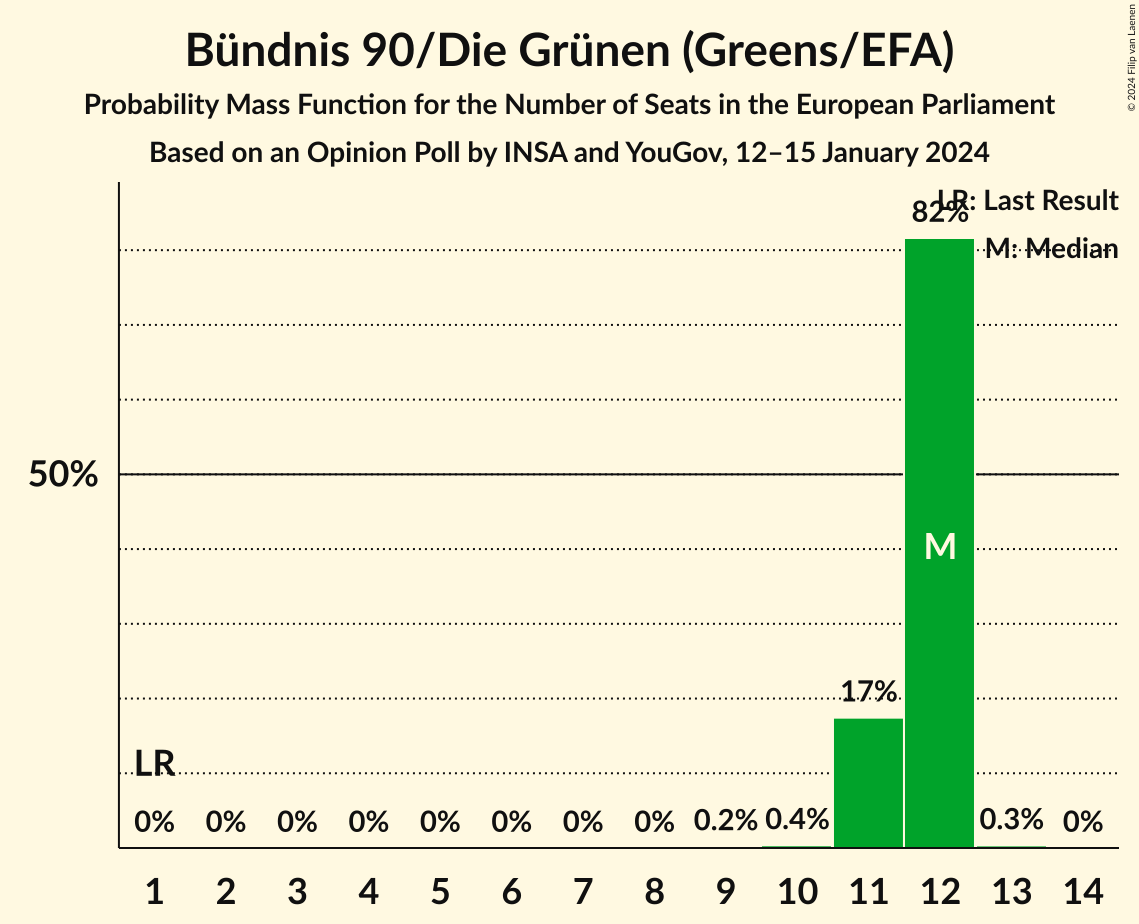 Bündnis 90/Die Grünen (Greens/EFA)
Probability Mass Function for the Number of Seats in the European Parliament
Based on an Opinion Poll by INSA and YouGov, 12–15 January 2024
© 2024 Filip van Laenen
LR: Last Result
M: Median
82%
50%
M
17%
LR
0% 0% 0% 0% 0% 0% 0% 0% 0.2% 0.4% 0.3% 0%
1 2 3 4 5 6 7 8 9 10 11 12 13 14